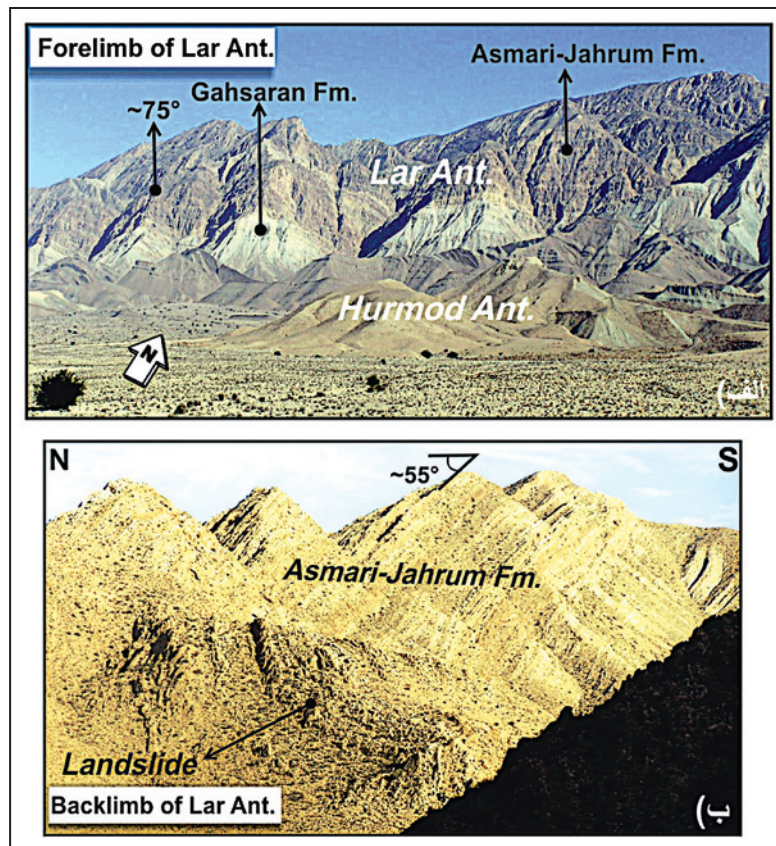 Forelimb of Lar Ant.
Asmari-Jahrum Fm.
Gahsaran Fm.
~75°
Lar Ant.
Hurmod Ant.
N
الف)
N
S
~55°
Asmari-Jahrum Fm.
Landslide
Backlimb of Lar Ant.
ب)